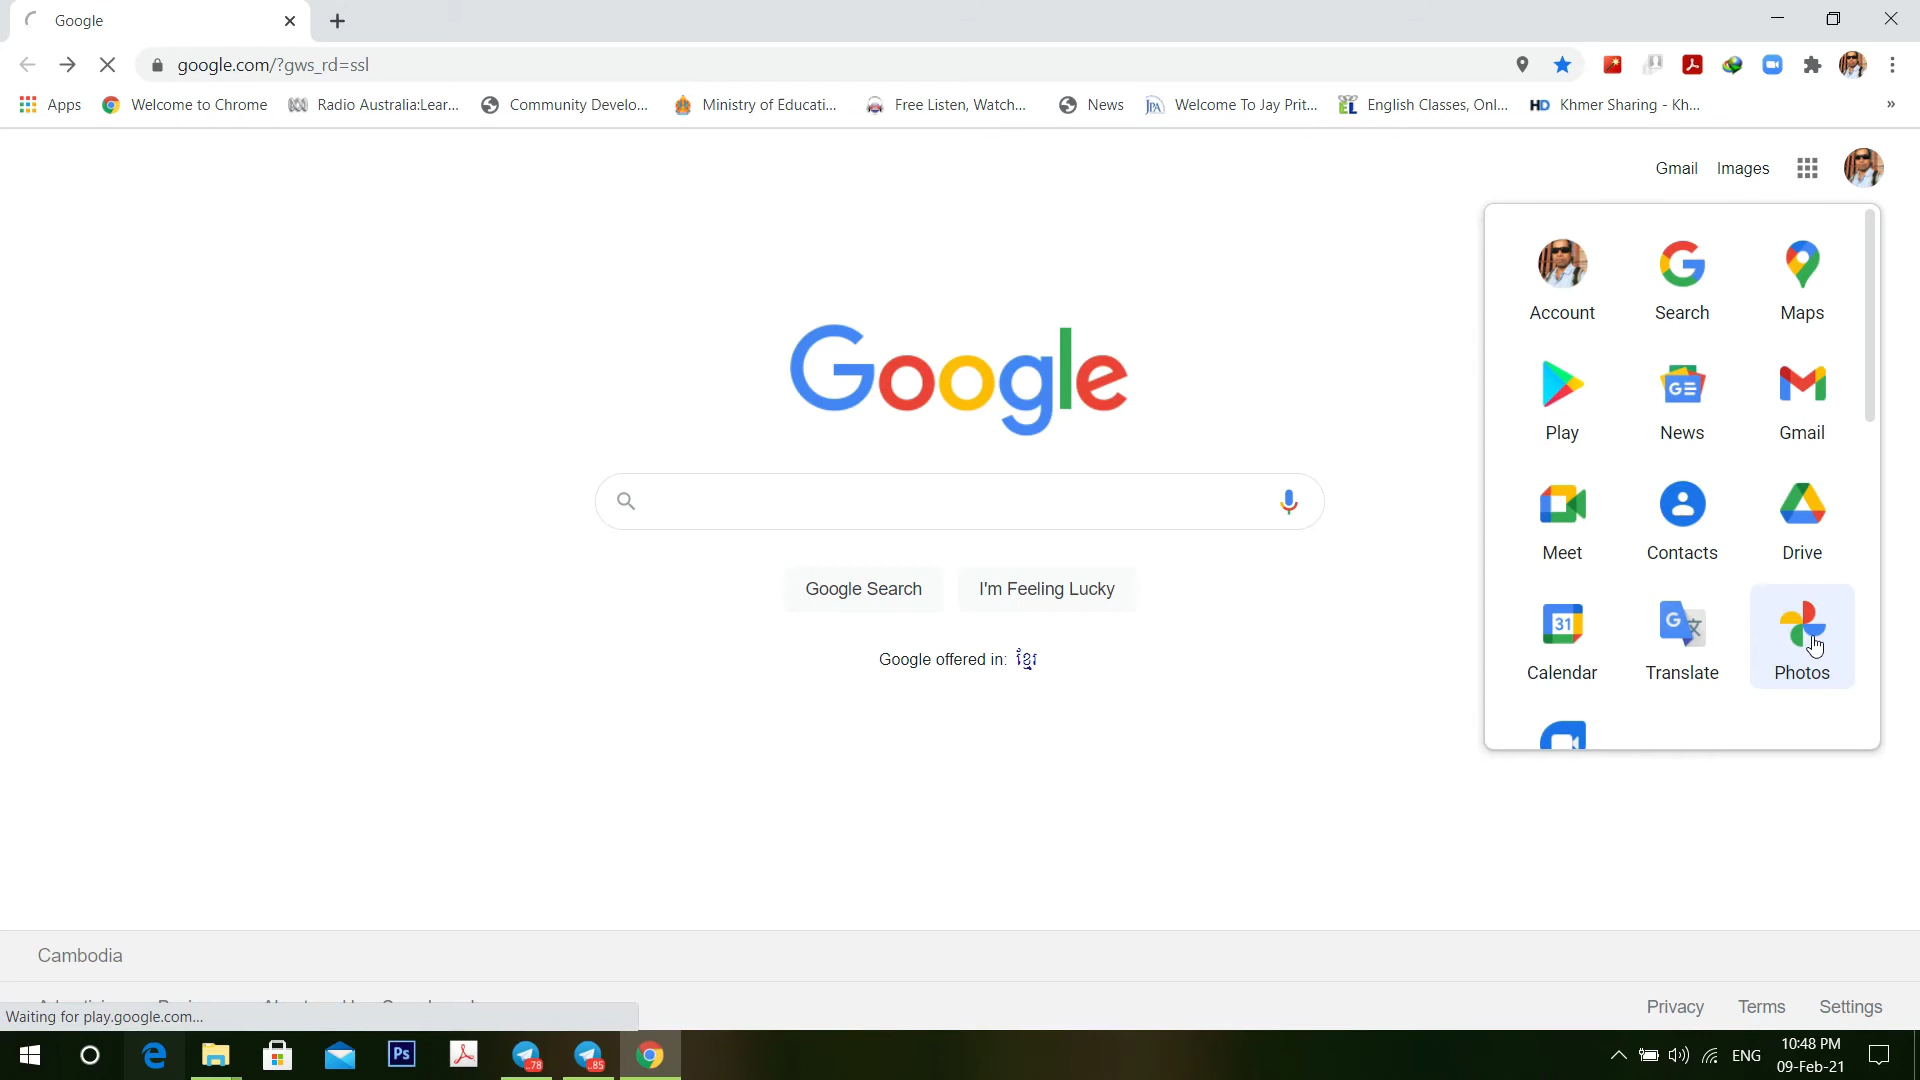 Google
google.com/?gws_rd=ssl
Apps Welcome to Chrome Radio Australia:Lear... Community Develo... Ministry of Educati... Free Listen, Watch... News Welcome To Jay Prit... English Classes, Onl... HD Khmer Sharing - Kh... »
Gmail Images
Account Search Maps
Play News Gmail
Meet Contacts Drive
31
Calendar Translate Photos
Google
Google Search I'm Feeling Lucky
Google offered in: ខ្មែរ
Cambodia
Privacy Terms Settings
Waiting for play.google.com...
Ps ..78 ..85 ENG
10:48 PM
09-Feb-21